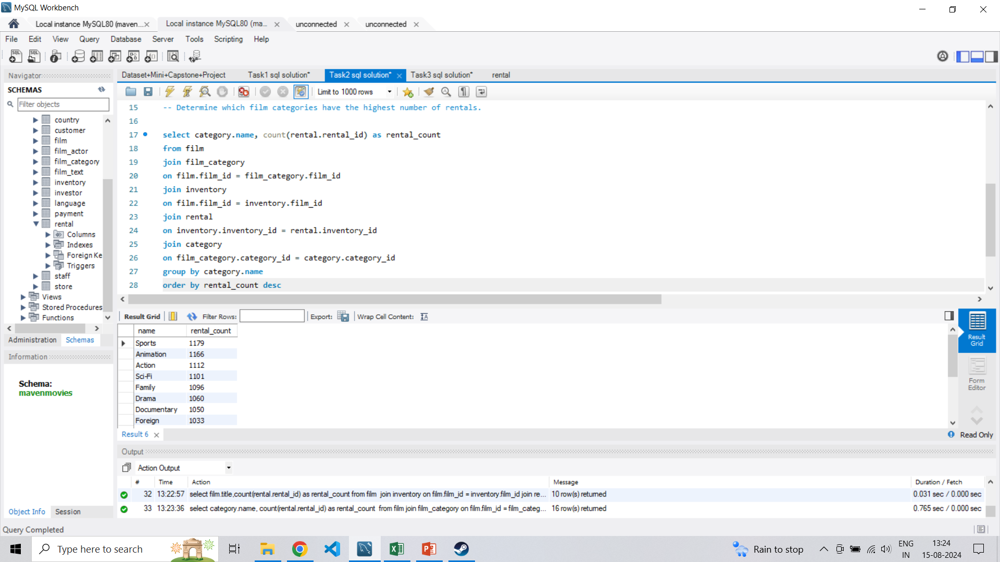 MySQL Workbench
Local instance MySQL80 (maven...
Local instance MySQL80 (ma...
unconnected
unconnected
File Edit View Query Database Server Tools Scripting Help
Navigator
SCHEMAS
Filter objects
country
customer
film
film_actor
film_category
film_text
inventory
investor
language
payment
rental
Columns
Indexes
Foreign Ke
Triggers
staff
store
Views
Stored Procedures
Functions
Administration Schemas
Information
Schema:
mavenmovies
Object Info Session
Dataset+Mini+Capstone+Project Task1 sql solution* Task2 sql solution* Task3 sql solution* rental
Limit to 1000 rows
15 -- Determine which film categories have the highest number of rentals.
16
17 select category.name, count(rental.rental_id) as rental_count
18 from film
19 join film_category
20 on film.film_id = film_category.film_id
21 join inventory
22 on film.film_id = inventory.film_id
23 join rental
24 on inventory.inventory_id = rental.inventory_id
25 join category
26 on film_category.category_id = category.category_id
27 group by category.name
28 order by rental_count desc
Result Grid Filter Rows: Export: Wrap Cell Content:
name rental_count
Sports 1179
Animation 1166
Action 1112
Sci-Fi 1101
Family 1096
Drama 1060
Documentary 1050
Foreign 1033
Result
Grid
Form
Editor
Result 6
Read Only
Output
Action Output
# Time Action Message Duration / Fetch
32 13:22:57 select film.title,count(rental.rental_id) as rental_count from film join inventory on film.film_id = inventory.film_id join re... 10 row(s) returned 0.031 sec / 0.000 sec
33 13:23:36 select category.name, count(rental.rental_id) as rental_count from film join film_category on film.film_id = film_categ... 16 row(s) returned 0.765 sec / 0.000 sec
Query Completed
Type here to search
Rain to stop
ENG
IN
13:24
15-08-2024